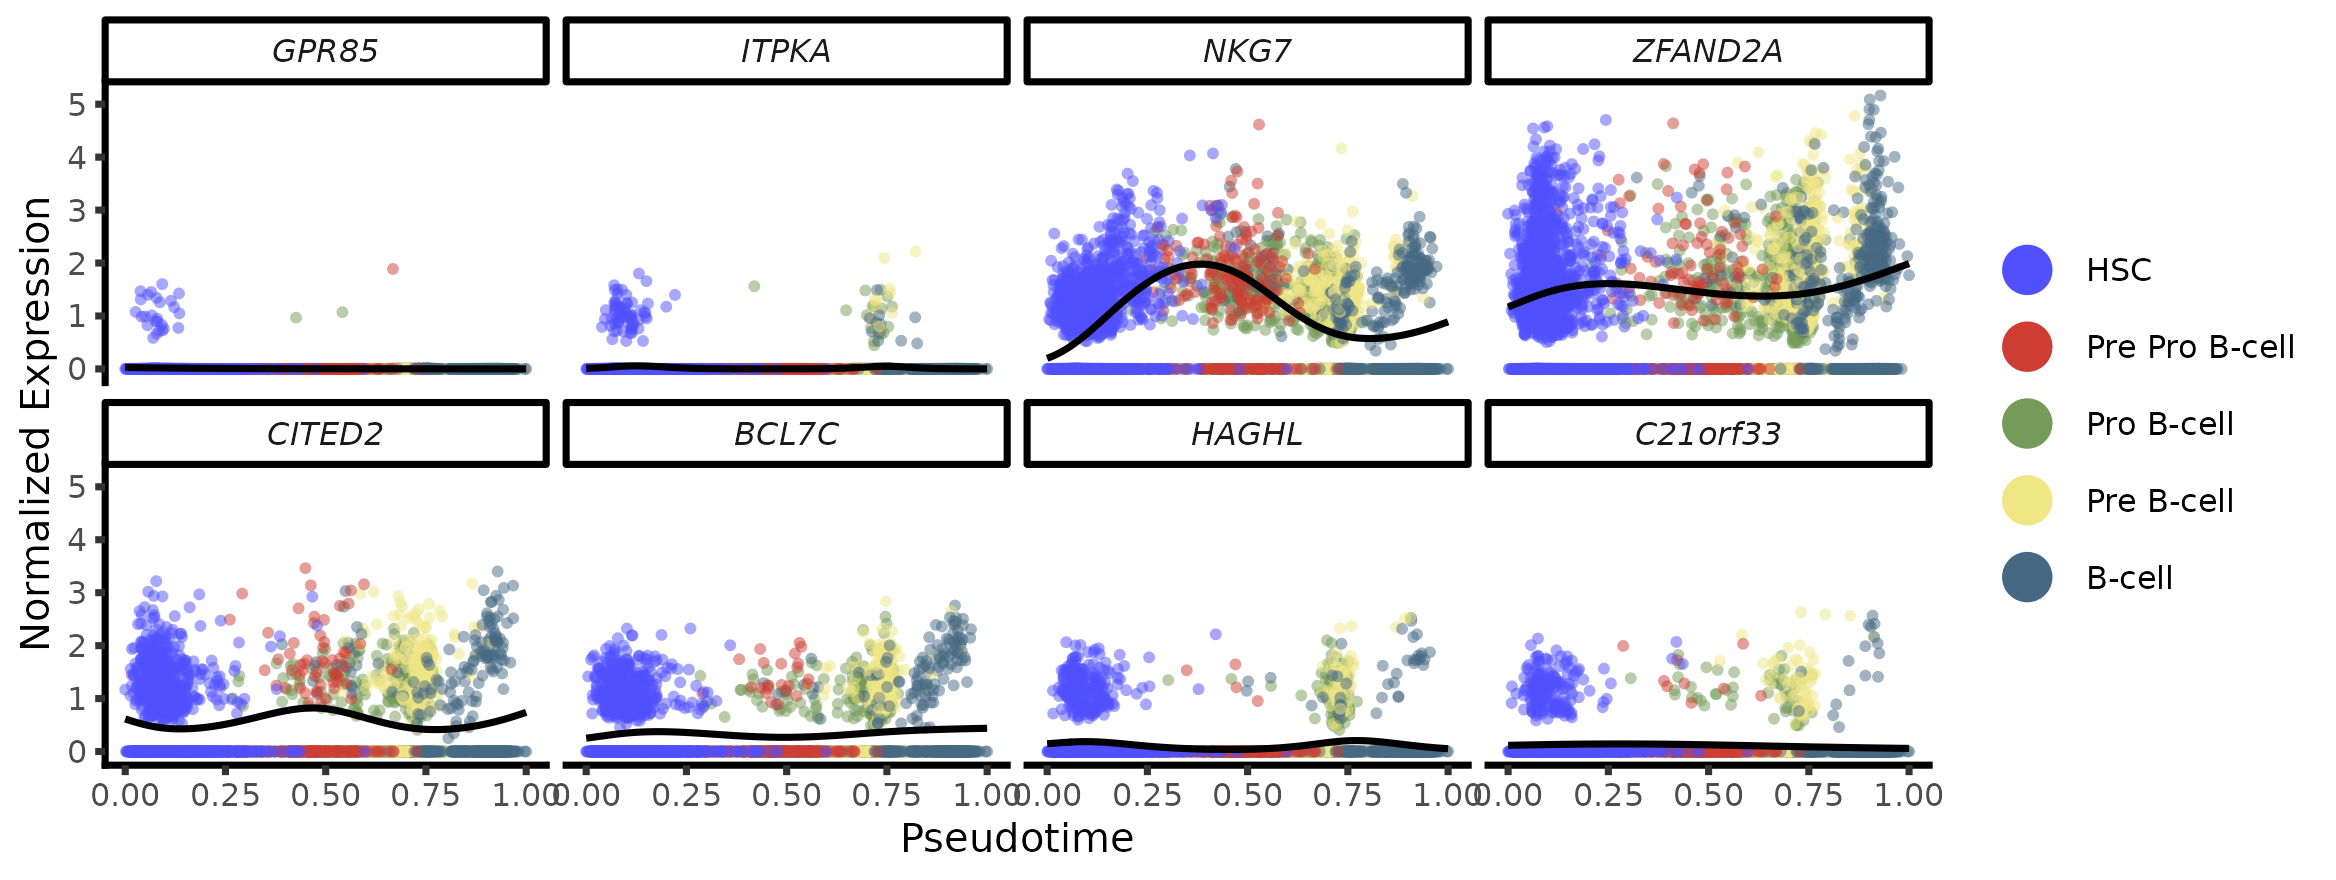 GPR85 ITPKA NKG7 ZFAND2A
5
4
3
2
1
0
CITED2 BCL7C HAGHL C21orf33
5
4
3
2
1
0
0.00 0.25 0.50 0.75 1.00 0.00 0.25 0.50 0.75 1.00 0.00 0.25 0.50 0.75 1.00 0.00 0.25 0.50 0.75 1.00
Pseudotime
Normalized Expression
HSC
Pre Pro B-cell
Pro B-cell
Pre B-cell
B-cell